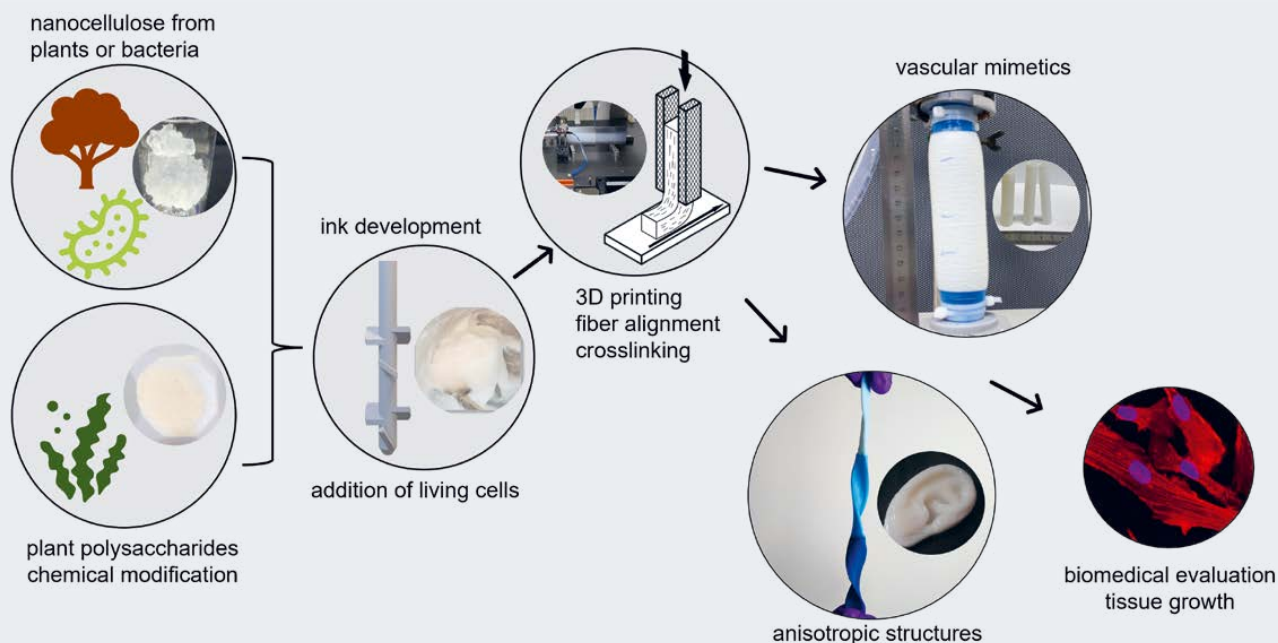 nanocellulose from
plants or bacteria
plant polysaccharides
chemical modification
ink development
addition of living cells
3D printing
fiber alignment
crosslinking
vascular mimetics
anisotropic structures
biomedical evaluation
tissue growth